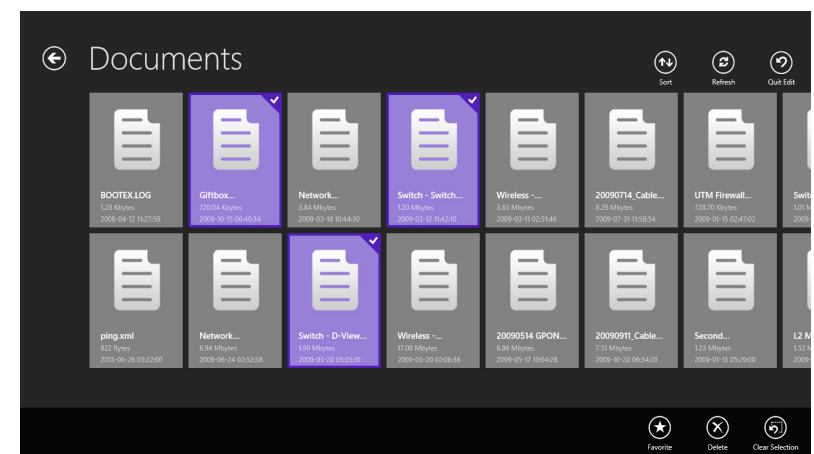 Documents
Sort
Refresh
Quit Edit
BOOTEX.LOG
1.28 Kbytes
2008-04-12 11:27:58
Giftbox...
720.04 Kbytes
2009-10-15 06:40:34
Network...
3.84 Mbytes
2009-03-18 10:44:30
Switch - Switch...
1.20 Mbytes
2009-03-12 11:42:10
Wireless -...
3.63 Mbytes
2009-03-11 02:51:46
20090714_Cable...
8.29 Mbytes
2009-07-31 11:58:54
UTM Firewall...
728.70 Kbytes
2009-01-15 02:47:02
Swit
1.01 M
2009-
ping.xml
822 Bytes
2013-06-26 03:22:00
Network...
6.94 Mbytes
2009-06-24 02:52:38
Switch - D-View...
1.99 Mbytes
2009-03-20 05:35:10
Wireless -...
17.08 Mbytes
2009-03-20 02:06:38
20090514 GPON...
6.86 Mbytes
2009-05-17 10:04:28
20090911_Cable...
7.51 Mbytes
2009-10-20 06:34:20
Second...
1.23 Mbytes
2009-01-13 05:29:00
L2 M
1.52 M
2009-
Favorite
Delete
Clear Selection